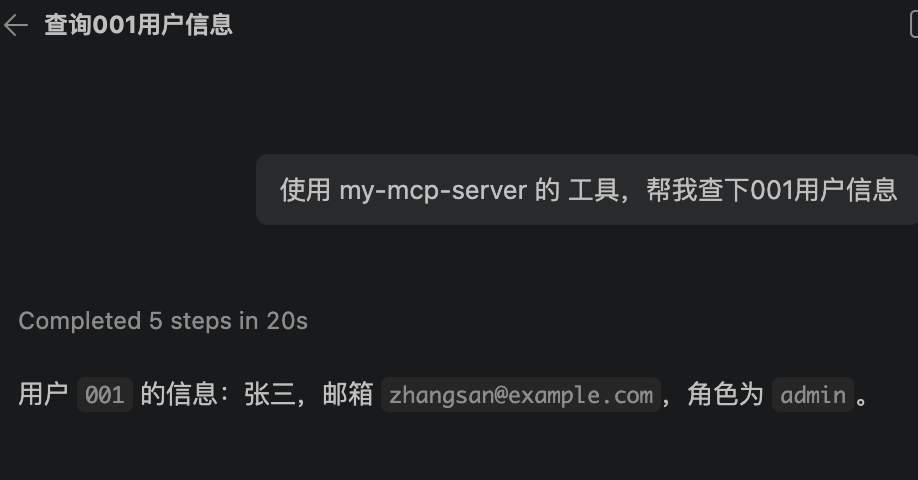 查询001用户信息
使用 my-mcp-server 的 工具，帮我查下001用户信息
Completed 5 steps in 20s
用户 001 的信息：张三，邮箱 zhangsan@example.com，角色为 admin。